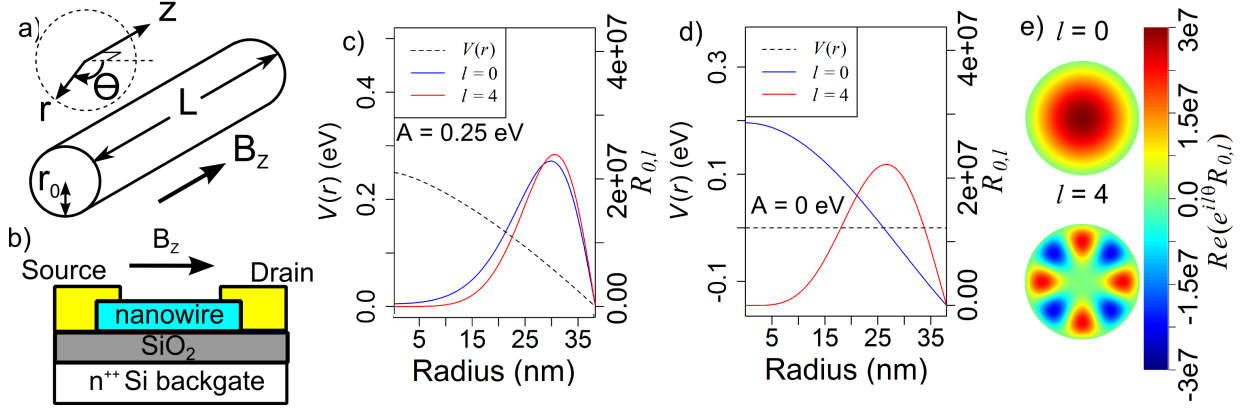 a)
z
Θ
r
L
r0
Bz
b)
Bz
Source
Drain
nanowire
SiO2
n++ Si backgate
c)
V(r)
l = 0
l = 4
A = 0.25 eV
V(r) (eV)
0.0
0.2
0.4
R0,l
0.00
2e+07
4e+07
5
15
25
35
Radius (nm)
d)
V(r)
l = 0
l = 4
A = 0 eV
V(r) (eV)
-0.1
0.1
0.3
R0,l
0.00
2e+07
4e+07
5
15
25
35
Radius (nm)
e)
l = 0
l = 4
-3e7
-1.5e7
0.0
1.5e7
3e7
Re(e^{ilθ}R0,l)